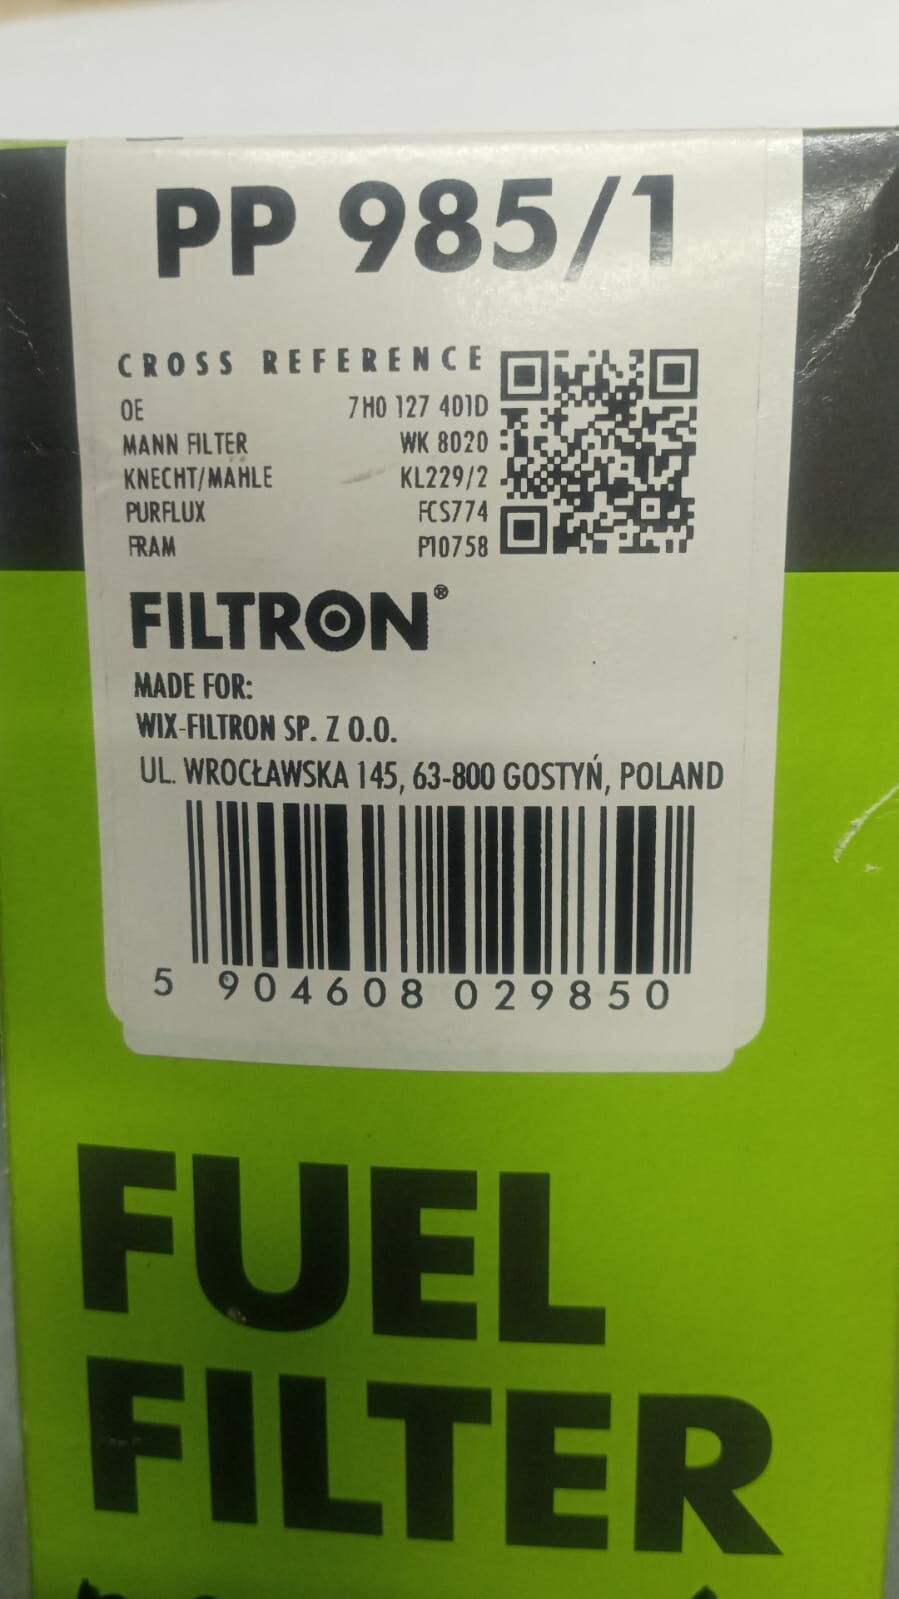 PP 985/1
CROSS REFERENCE
OE 7H0 127 401D
MANN FILTER WK 8020
KNECHT/MAHLE KL229/2
PURFLUX FCS774
FRAM P10758
FILTRON®
MADE FOR:
WIX-FILTRON SP. Z O.O.
UL. WROCŁAWSKA 145, 63-800 GOSTYŃ, POLAND
5 904608 029850
FUEL
FILTER